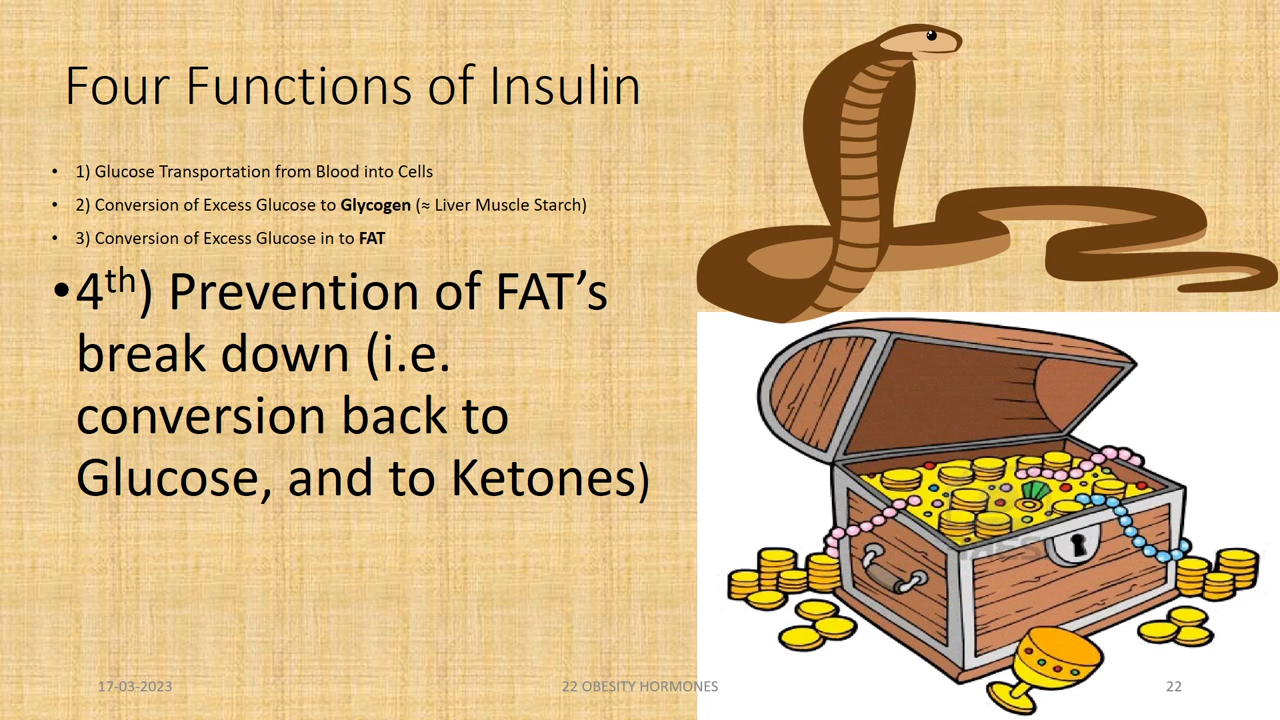 Four Functions of Insulin
• 1) Glucose Transportation from Blood into Cells
• 2) Conversion of Excess Glucose to Glycogen (≈ Liver Muscle Starch)
• 3) Conversion of Excess Glucose in to FAT
• 4th) Prevention of FAT’s
break down (i.e.
conversion back to
Glucose, and to Ketones)
17-03-2023
22 OBESITY HORMONES
22